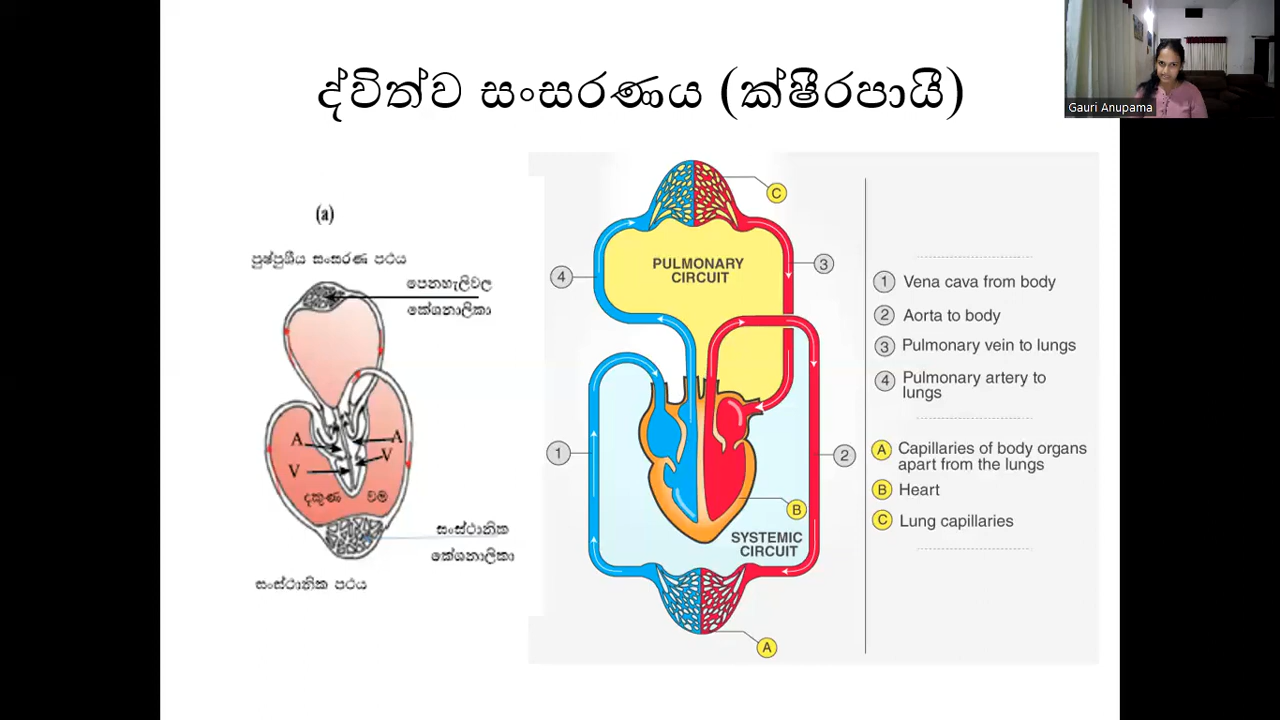 ද්විත්ව සංසරණය (ක්ෂීරපායී)
Gauri Anupama
(a)
පුප්පුශීය සංසරණ පථය
පෙනහැලිවල
කේශනාලිකා
A
A
V
V
දකුණ
වම
සංස්ථානික
කේශනාලිකා
සංස්ථානික පථය
C
PULMONARY
CIRCUIT
4
3
1
2
B
SYSTEMIC
CIRCUIT
A
1 Vena cava from body
2 Aorta to body
3 Pulmonary vein to lungs
4 Pulmonary artery to
lungs
A Capillaries of body organs
apart from the lungs
B Heart
C Lung capillaries